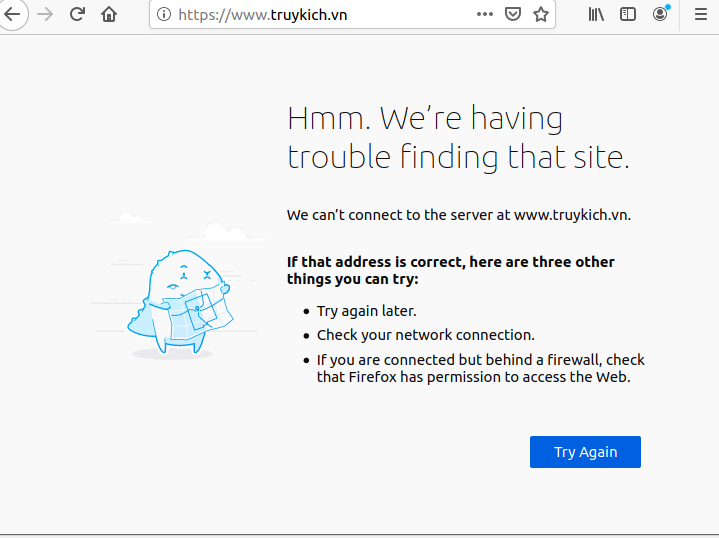 https://www.truykich.vn
Hmm. We’re having
trouble finding that site.
We can’t connect to the server at www.truykich.vn.
If that address is correct, here are three other
things you can try:
Try again later.
Check your network connection.
If you are connected but behind a firewall, check
that Firefox has permission to access the Web.
Try Again